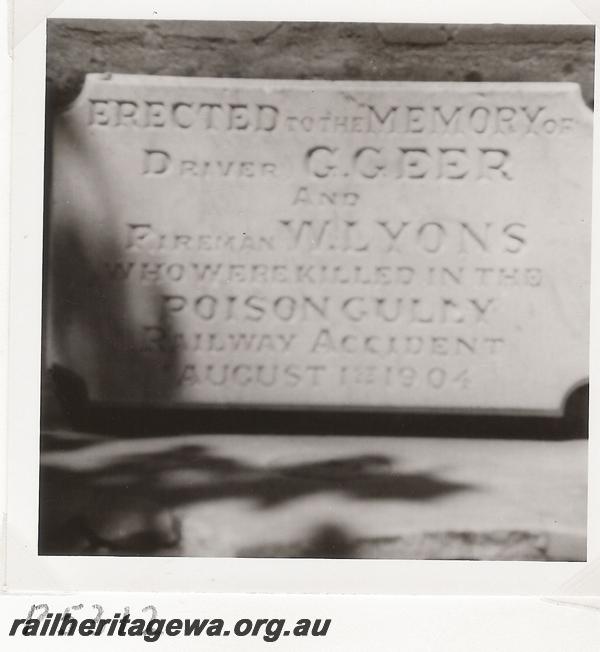 ERECTED TO THE MEMORY OF
DRIVER G. GEER
AND
FIREMAN W. LYONS
WHO WERE KILLED IN THE
POISON GULLY
RAILWAY ACCIDENT
AUGUST 1ST 1904
railheritagewa.org.au